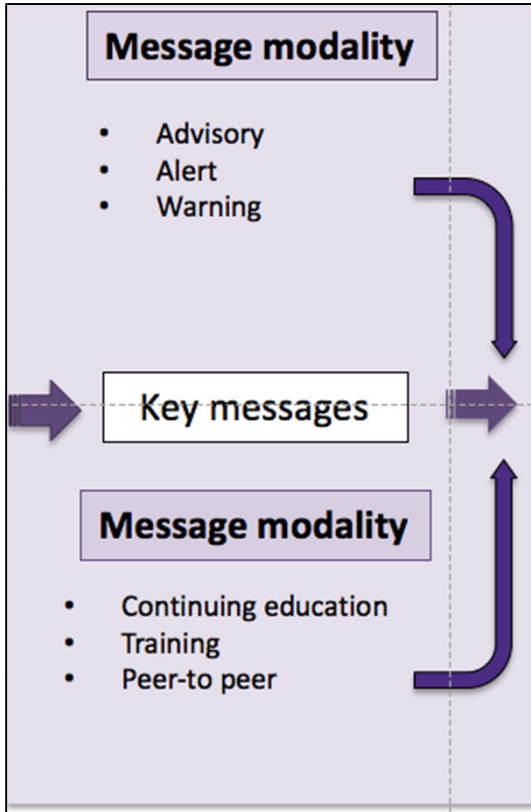 Message modality
• Advisory
• Alert
• Warning
Key messages
Message modality
• Continuing education
• Training
• Peer-to peer